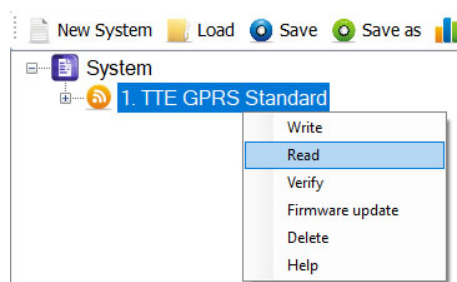 New System Load Save Save as
System
1. TTE GPRS Standard
Write
Read
Verify
Firmware update
Delete
Help